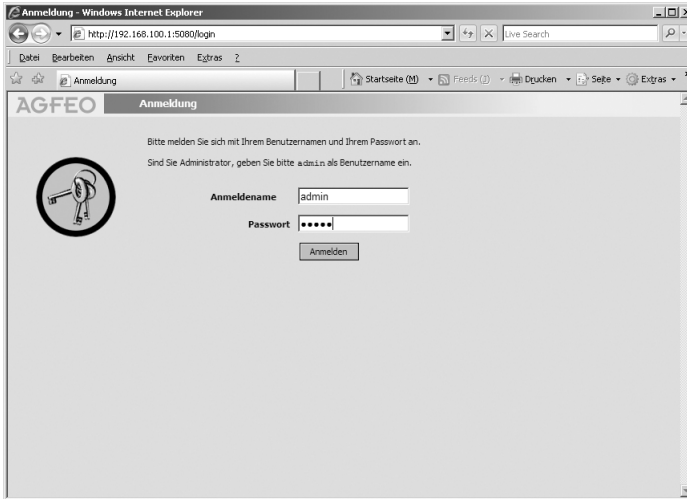 Anmeldung - Windows Internet Explorer
http://192.168.100.1:5080/login
Live Search
Datei Bearbeiten Ansicht Favoriten Extras ?
Anmeldung
Startseite (M) Feeds (J) Drucken Seite Extras »
AGFEO Anmeldung
Bitte melden Sie sich mit Ihrem Benutzernamen und Ihrem Passwort an.
Sind Sie Administrator, geben Sie bitte admin als Benutzername ein.
Anmeldename admin
Passwort •••••
Anmelden